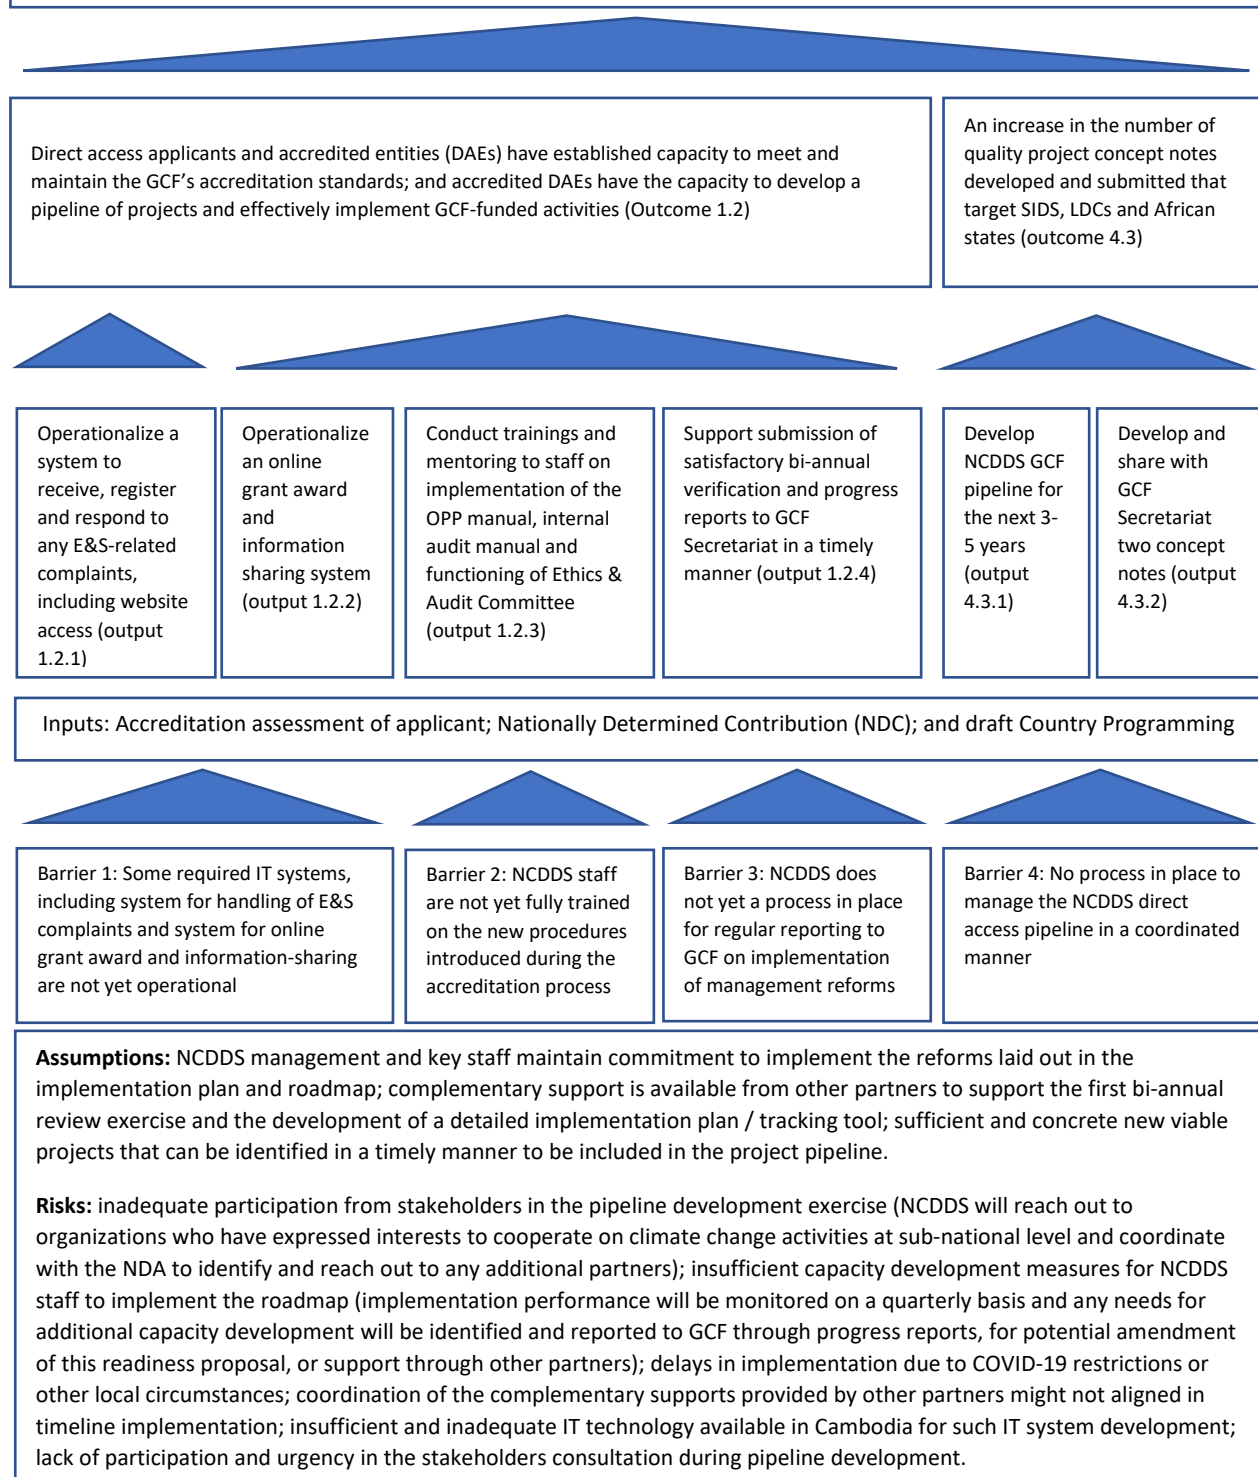 Direct access applicants and accredited entities (DAEs) have established capacity to meet and
maintain the GCF's accreditation standards; and accredited DAEs have the capacity to develop a
pipeline of projects and effectively implement GCF-funded activities (Outcome 1.2)
An increase in the number of
quality project concept notes
developed and submitted that
target SIDS, LDCs and African
states (outcome 4.3)
Operationalize a
system to
receive, register
and respond to
any E&S-related
complaints,
including website
access (output
1.2.1)
Operationalize
an online
grant award
and
information
sharing system
(output 1.2.2)
Conduct trainings and
mentoring to staff on
implementation of the
OPP manual, internal
audit manual and
functioning of Ethics &
Audit Committee
(output 1.2.3)
Support submission of
satisfactory bi-annual
verification and progress
reports to GCF
Secretariat in a timely
manner (output 1.2.4)
Develop
NCDDS GCF
pipeline for
the next 3-
5 years
(output
4.3.1)
Develop and
share with
GCF
Secretariat
two concept
notes (output
4.3.2)
Inputs: Accreditation assessment of applicant; Nationally Determined Contribution (NDC); and draft Country Programming
Barrier 1: Some required IT systems,
including system for handling of E&S
complaints and system for online
grant award and information-sharing
are not yet operational
Barrier 2: NCDDS staff
are not yet fully trained
on the new procedures
introduced during the
accreditation process
Barrier 3: NCDDS does
not yet a process in place
for regular reporting to
GCF on implementation
of management reforms
Barrier 4: No process in place to
manage the NCDDS direct
access pipeline in a coordinated
manner
Assumptions: NCDDS management and key staff maintain commitment to implement the reforms laid out in the
implementation plan and roadmap; complementary support is available from other partners to support the first bi-annual
review exercise and the development of a detailed implementation plan / tracking tool; sufficient and concrete new viable
projects that can be identified in a timely manner to be included in the project pipeline.
Risks: inadequate participation from stakeholders in the pipeline development exercise (NCDDS will reach out to
organizations who have expressed interests to cooperate on climate change activities at sub-national level and coordinate
with the NDA to identify and reach out to any additional partners); insufficient capacity development measures for NCDDS
staff to implement the roadmap (implementation performance will be monitored on a quarterly basis and any needs for
additional capacity development will be identified and reported to GCF through progress reports, for potential amendment
of this readiness proposal, or support through other partners); delays in implementation due to COVID-19 restrictions or
other local circumstances; coordination of the complementary supports provided by other partners might not aligned in
timeline implementation; insufficient and inadequate IT technology available in Cambodia for such IT system development;
lack of participation and urgency in the stakeholders consultation during pipeline development.